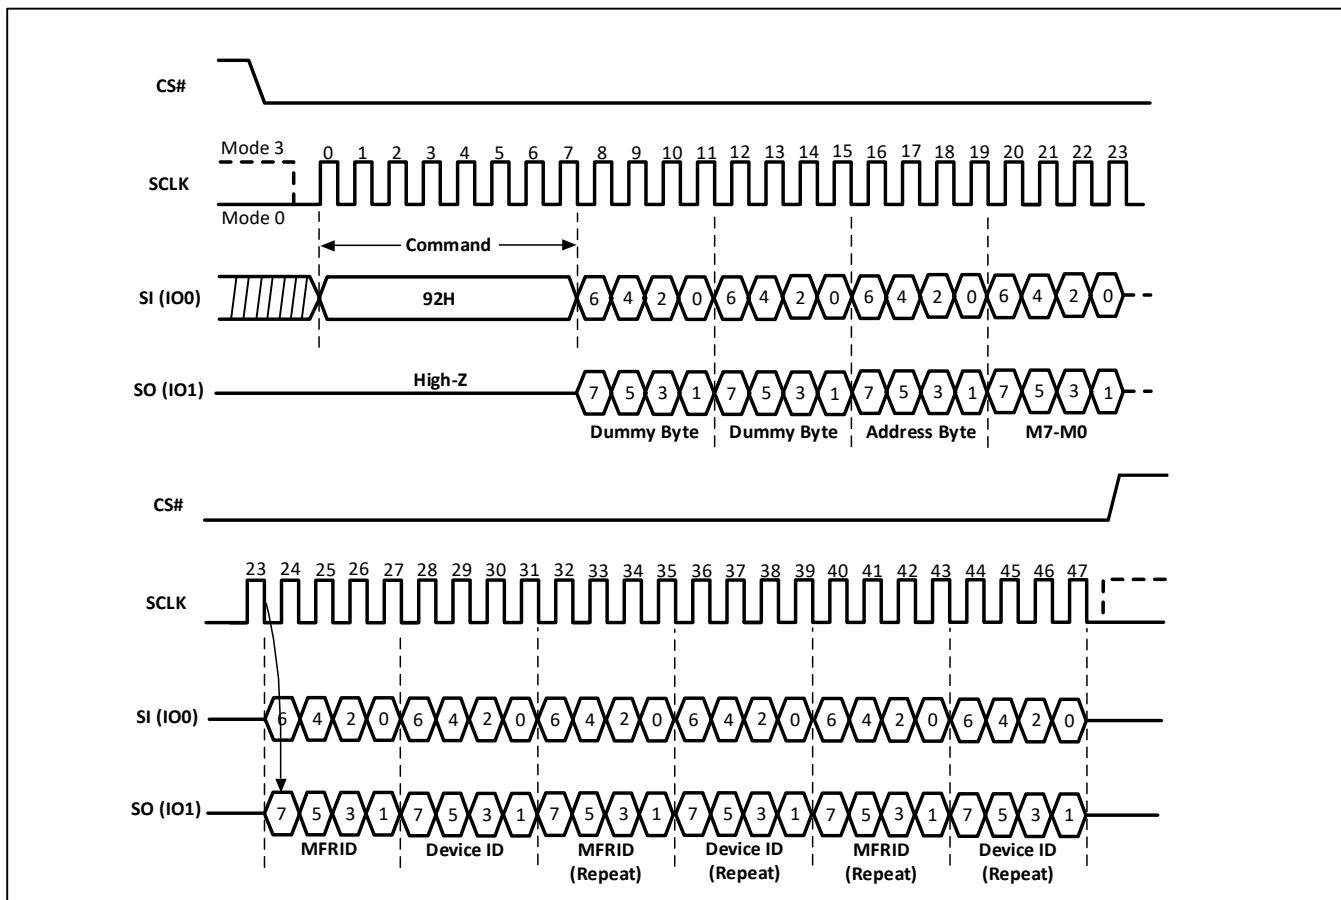 CS#
Mode 3
0 1 2 3 4 5 6 7 8 9 10 11 12 13 14 15 16 17 18 19 20 21 22 23
SCLK
Mode 0
Command
SI (IO0)
92H
6 4 2 0 6 4 2 0 6 4 2 0 6 4 2 0
High-Z
SO (IO1)
7 5 3 1 7 5 3 1 7 5 3 1 7 5 3 1
Dummy Byte Dummy Byte Address Byte M7-M0
CS#
23 24 25 26 27 28 29 30 31 32 33 34 35 36 37 38 39 40 41 42 43 44 45 46 47
SCLK
SI (IO0)
6 4 2 0 6 4 2 0 6 4 2 0 6 4 2 0 6 4 2 0 6 4 2 0
SO (IO1)
7 5 3 1 7 5 3 1 7 5 3 1 7 5 3 1 7 5 3 1 7 5 3 1
MFRID Device ID MFRID Device ID MFRID Device ID
(Repeat) (Repeat) (Repeat) (Repeat)